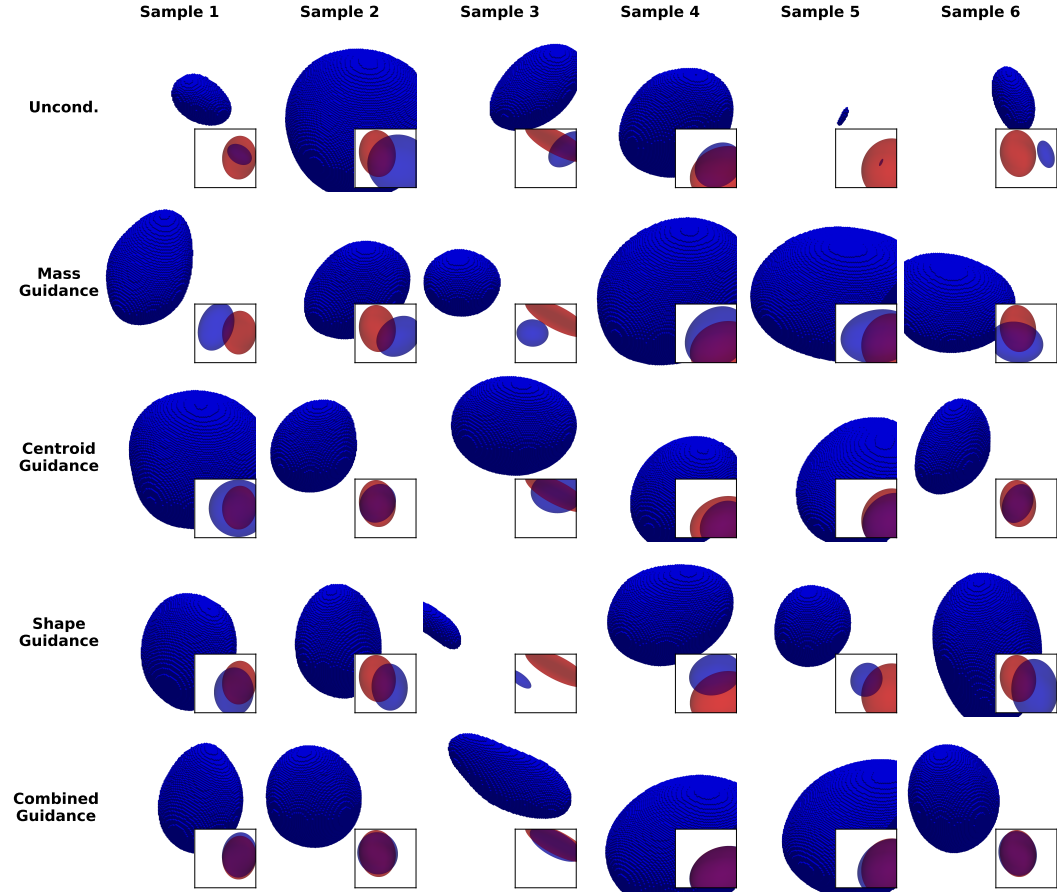 Sample 1
Sample 2
Sample 3
Sample 4
Sample 5
Sample 6
Uncond.
Mass
Guidance
Centroid
Guidance
Shape
Guidance
Combined
Guidance